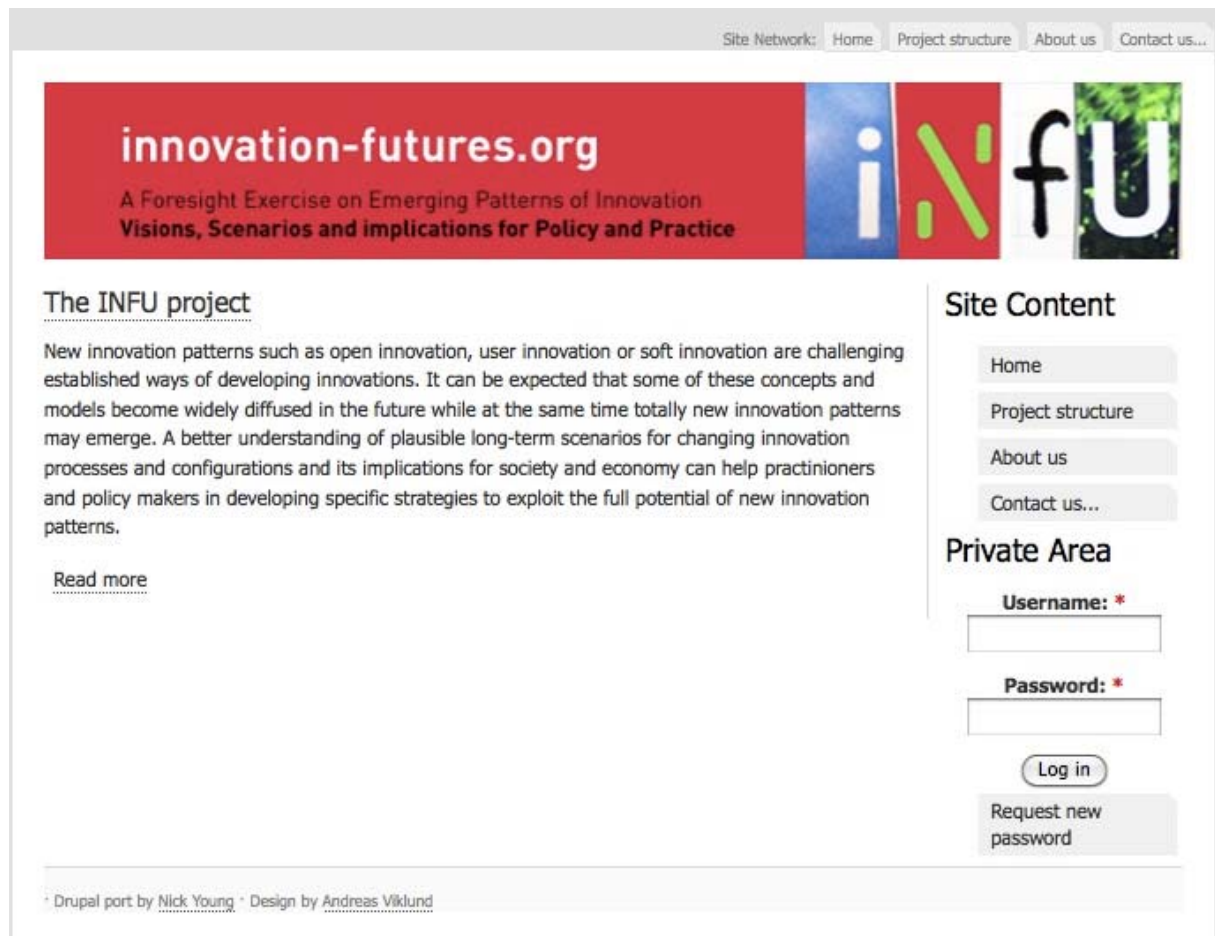 Site Network: Home Project structure About us Contact us...
innovation-futures.org
A Foresight Exercise on Emerging Patterns of Innovation
Visions, Scenarios and implications for Policy and Practice
iNfU
The INFU project
New innovation patterns such as open innovation, user innovation or soft innovation are challenging
established ways of developing innovations. It can be expected that some of these concepts and
models become widely diffused in the future while at the same time totally new innovation patterns
may emerge. A better understanding of plausible long-term scenarios for changing innovation
processes and configurations and its implications for society and economy can help practinioners
and policy makers in developing specific strategies to exploit the full potential of new innovation
patterns.
Read more
Site Content
Home
Project structure
About us
Contact us...
Private Area
Username: *
Password: *
Log in
Request new
password
· Drupal port by Nick Young · Design by Andreas Viklund